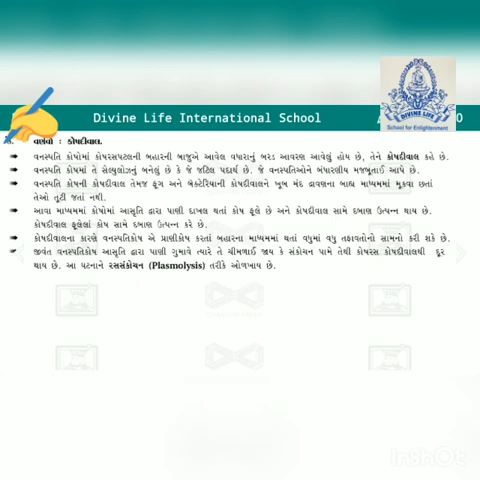 DIVINE LIFE
School for Enlightenment
Divine Life International School
વર્ણવો : કોષદીવાલ.
➡ વનસ્પતિ કોષોમાં કોષરસપટલની બહારની બાજુએ આવેલ વધારાનું બરડ આવરણ આવેલું હોય છે, તેને કોષદીવાલ કહે છે.
➡ વનસ્પતિ કોષમાં તે સેલ્યુલોઝનું બનેલું છે કે જે જટિલ પદાર્થ છે. જે વનસ્પતિઓને બંધારણીય મજબૂતાઈ આપે છે.
➡ વનસ્પતિ કોષની કોષદીવાલ તેમજ ફૂગ અને બેક્ટેરિયાની કોષદીવાલને ખૂબ મંદ દ્રાવણના બાહ્ય માધ્યમમાં મૂકવા છતાં
તેઓ તૂટી જતાં નથી.
➡ આવા માધ્યમમાં કોષોમાં આસૃતિ દ્વારા પાણી દાખલ થતાં કોષ ફૂલે છે અને કોષદીવાલ સામે દબાણ ઉત્પન્ન થાય છે.
કોષદીવાલ ફૂલેલાં કોષ સામે દબાણ ઉત્પન્ન કરે છે.
➡ કોષદીવાલના કારણે વનસ્પતિકોષ એ પ્રાણીકોષ કરતાં બહારના માધ્યમમાં થતાં વધુમાં વધુ તફાવતોનો સામનો કરી શકે છે.
જીવંત વનસ્પતિકોષ આસૃતિ દ્વારા પાણી ગુમાવે ત્યારે તે ચીમળાઈ જાય કે સંકોચન પામે તેથી કોષરસ કોષદીવાલથી દૂર
થાય છે. આ ઘટનાને રસસંકોચન (Plasmolysis) તરીકે ઓળખાય છે.
InShOt